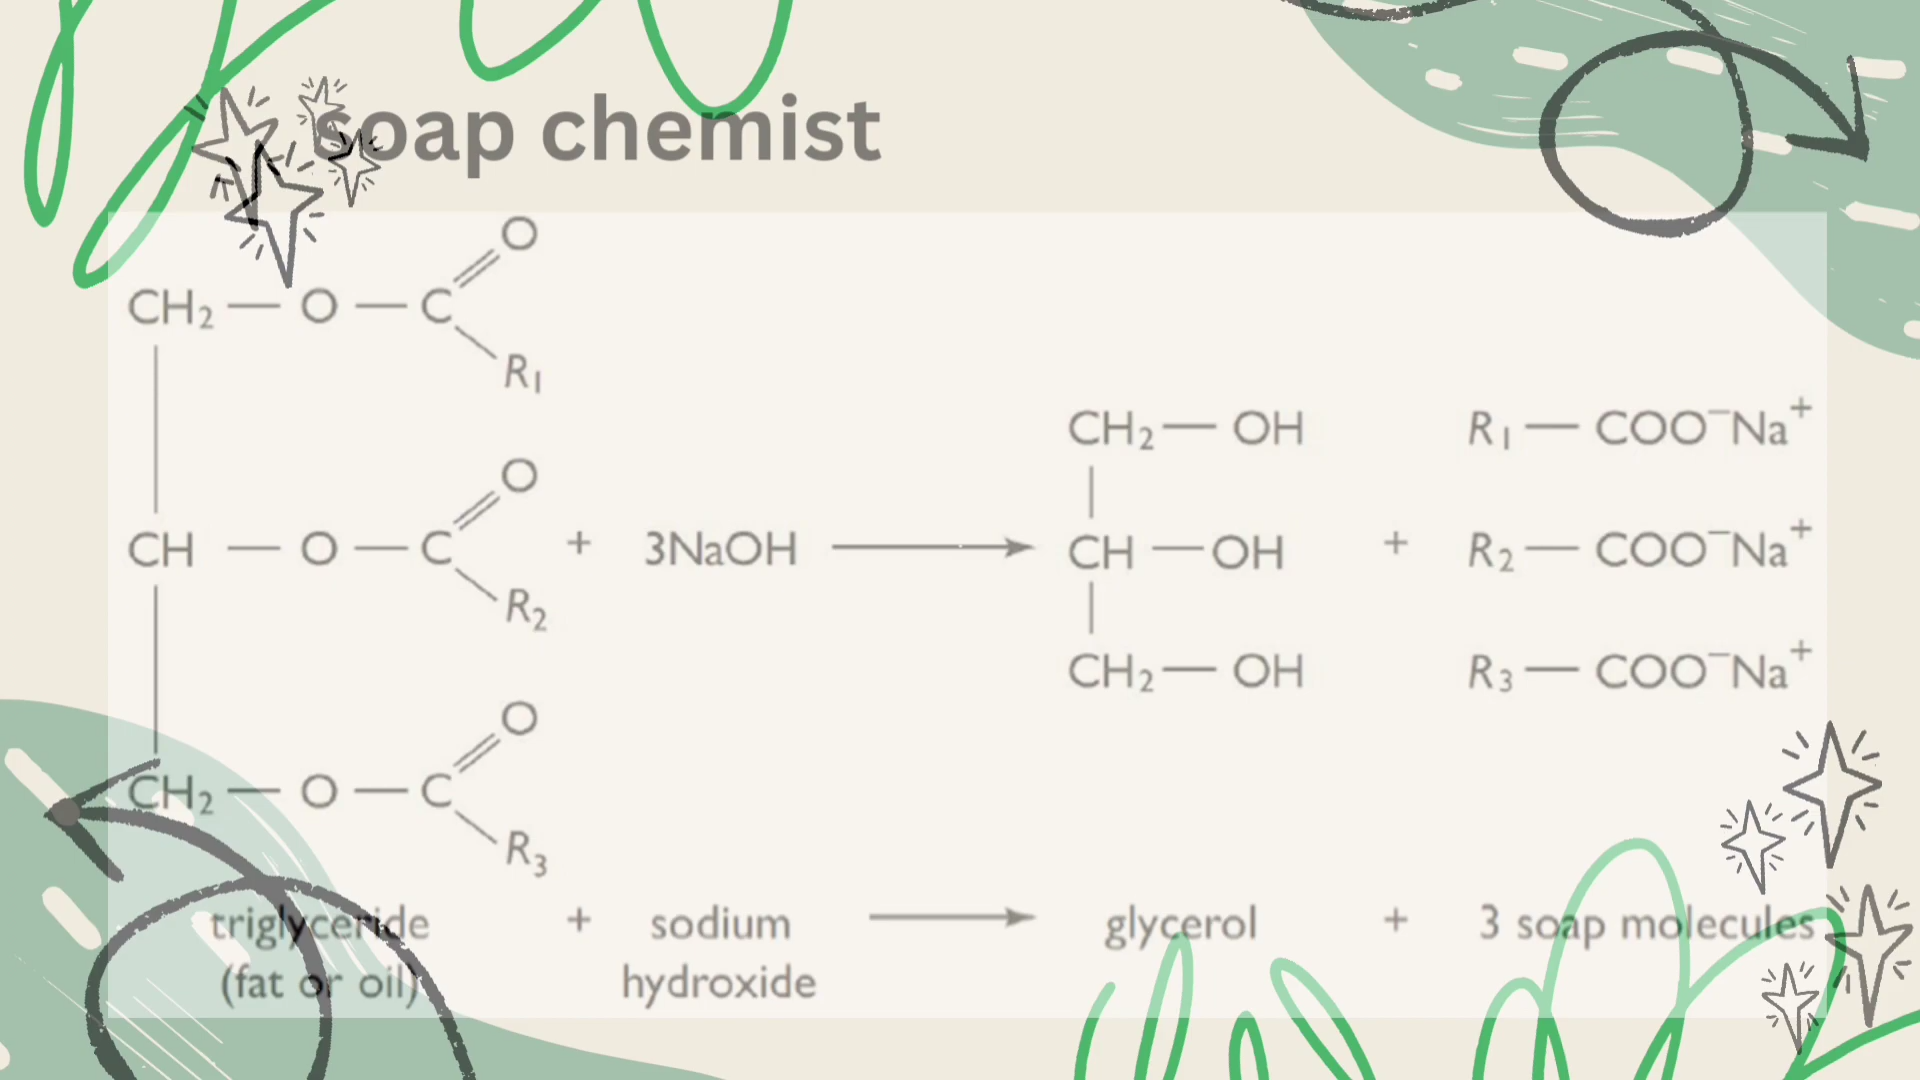 soap chemist
O
CH₂ — O — C
R₁
CH₂ — OH R₁ — COO⁻Na⁺
O
CH — O — C + 3NaOH ⟶ CH — OH + R₂ — COO⁻Na⁺
R₂
CH₂ — OH R₃ — COO⁻Na⁺
O
CH₂ — O — C
R₃
triglyceride + sodium ⟶ glycerol + 3 soap molecules
(fat or oil) hydroxide